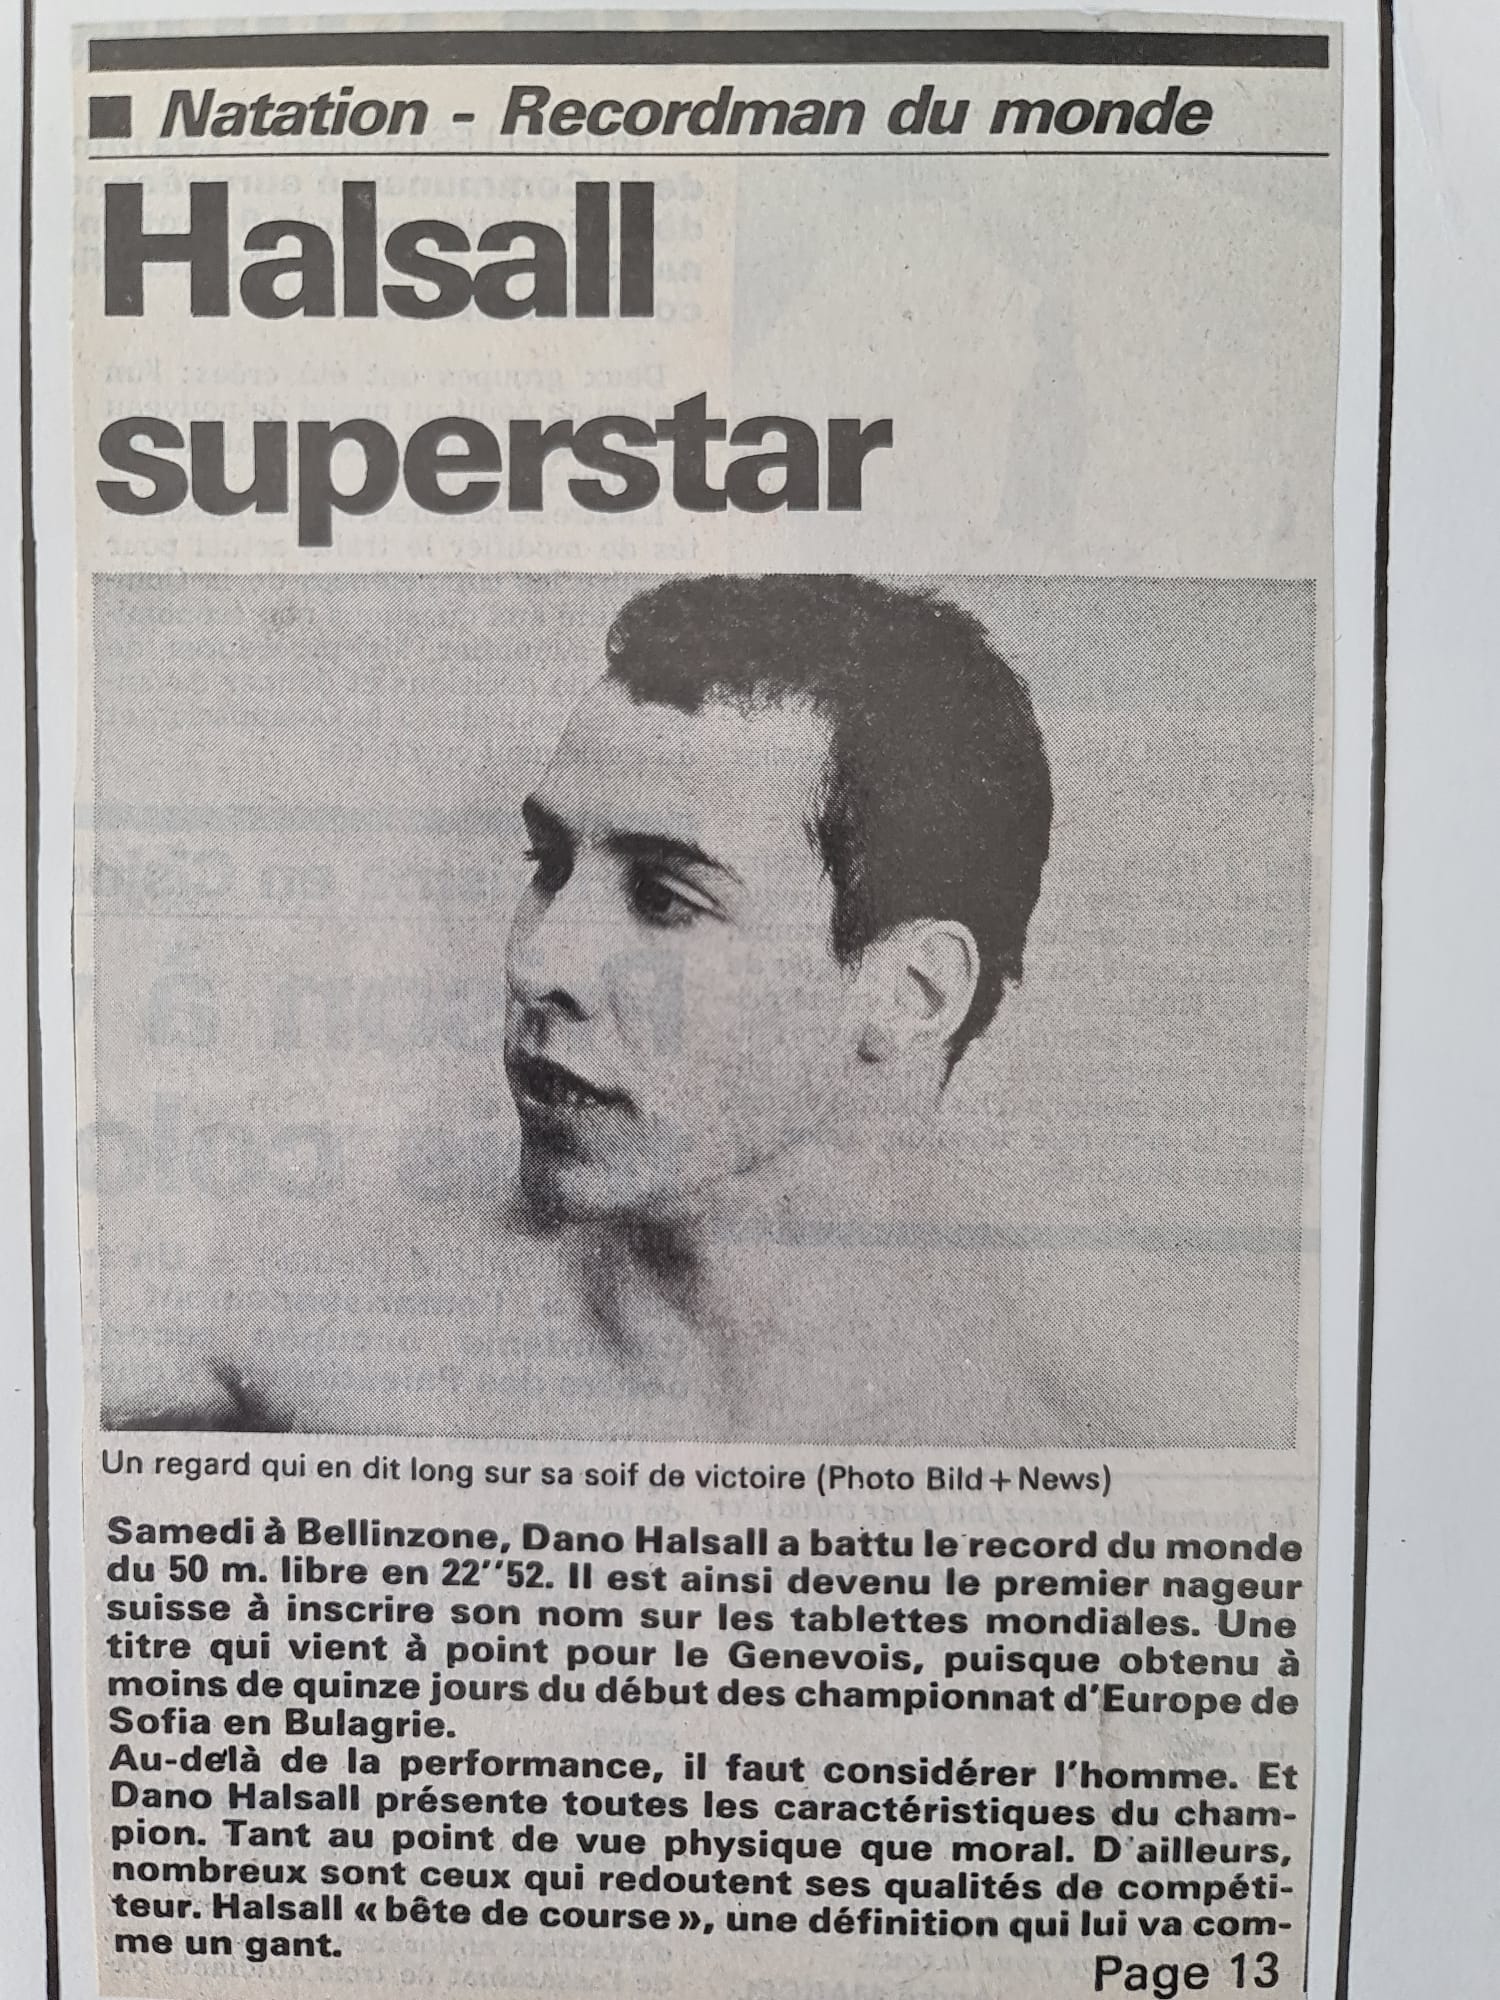 Natation - Recordman du monde
Halsall
superstar
Un regard qui en dit long sur sa soif de victoire (Photo Bild + News)
Samedi à Bellinzone, Dano Halsall a battu le record du monde
du 50 m. libre en 22''52. Il est ainsi devenu le premier nageur
suisse à inscrire son nom sur les tablettes mondiales. Une
titre qui vient à point pour le Genevois, puisque obtenu à
moins de quinze jours du début des championnat d'Europe de
Sofia en Bulagrie.
Au-delà de la performance, il faut considérer l'homme. Et
Dano Halsall présente toutes les caractéristiques du cham-
pion. Tant au point de vue physique que moral. D'ailleurs,
nombreux sont ceux qui redoutent ses qualités de compéti-
teur. Halsall « bête de course », une définition qui lui va com-
me un gant.
Page 13